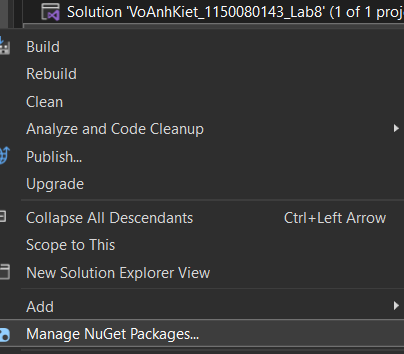 Solution 'VoAnhKiet_1150080143_Lab8' (1 of 1 proj
Build
Rebuild
Clean
Analyze and Code Cleanup
Publish...
Upgrade
Collapse All Descendants Ctrl+Left Arrow
Scope to This
New Solution Explorer View
Add
Manage NuGet Packages...